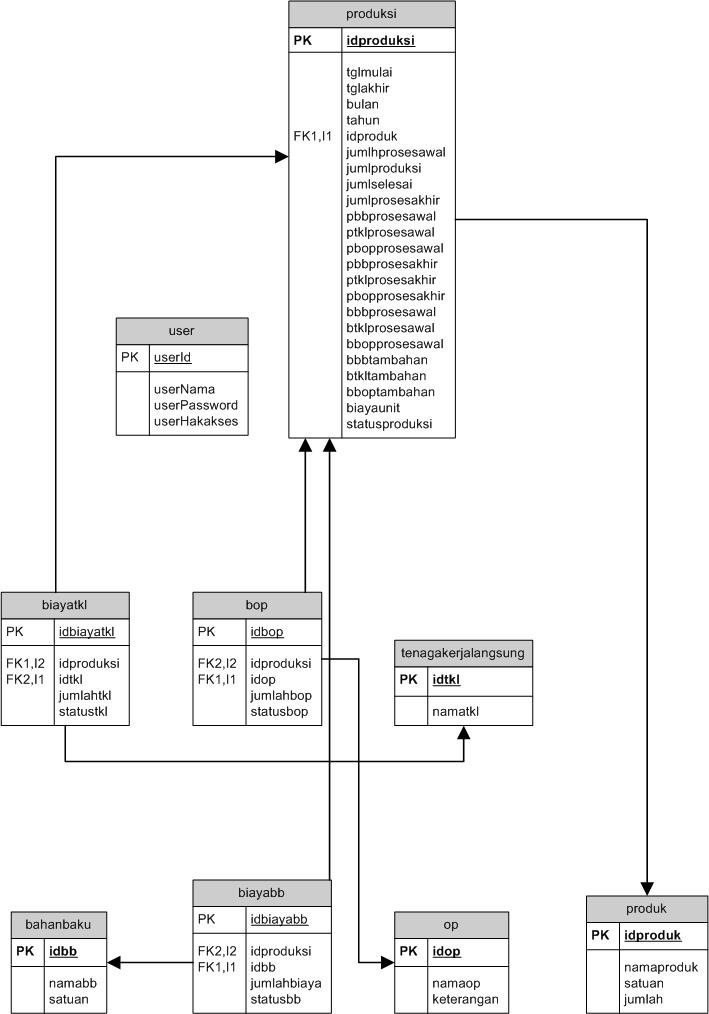 produksi
PK idproduksi
tglmulai
tglakhir
bulan
tahun
FK1,I1 idproduk
jumlhprosesawal
jumlproduksi
jumlselesai
jumlprosesakhir
pbbprosesawal
ptklprosesawal
pbopprosesawal
pbbprosesakhir
ptklprosesakhir
pbopprosesakhir
bbbprosesawal
btklprosesawal
bbopprosesawal
bbbtambahan
btkltambahan
bboptambahan
biayaunit
statusproduksi
user
PK userId
userNama
userPassword
userHakakses
biayatkl
PK idbiayatkl
FK1,I2 idproduksi
FK2,I1 idtkl
jumlahtkl
statustkl
bop
PK idbop
FK2,I2 idproduksi
FK1,I1 idop
jumlahbop
statusbop
tenagakerjalangsung
PK idtkl
namatkl
bahanbaku
PK idbb
namabb
satuan
biayabb
PK idbiayabb
FK2,I2 idproduksi
FK1,I1 idbb
jumlahbiaya
statusbb
op
PK idop
namaop
keterangan
produk
PK idproduk
namaproduk
satuan
jumlah